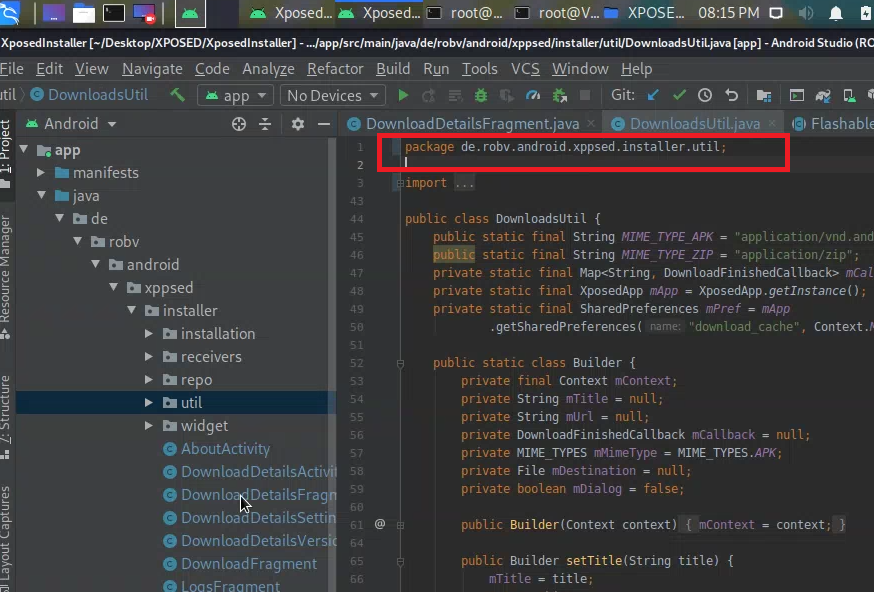 Xposed... Xposed... root@... root@V... XPOSE... 08:15 PM
XposedInstaller [~/Desktop/XPOSED/XposedInstaller] - .../app/src/main/java/de/robv/android/xppsed/installer/util/DownloadsUtil.java [app] - Android Studio (RO
File Edit View Navigate Code Analyze Refactor Build Run Tools VCS Window Help
util DownloadsUtil app No Devices Git:
Android DownloadDetailsFragment.java DownloadsUtil.java Flashable
1: Project
Resource Manager
7: Structure
Layout Captures
app
manifests
java
de
robv
android
xppsed
installer
installation
receivers
repo
util
widget
AboutActivity
DownloadDetailsActivit
DownloadDetailsFragn
DownloadDetailsSettin
DownloadDetailsVersio
DownloadFragment
LogsFragment
1 package de.robv.android.xppsed.installer.util;
2
3 import ...
43
44 public class DownloadsUtil {
45 public static final String MIME_TYPE_APK = "application/vnd.and
46 public static final String MIME_TYPE_ZIP = "application/zip";
47 private static final Map<String, DownloadFinishedCallback> mCal
48 private static final XposedApp mApp = XposedApp.getInstance();
49 private static final SharedPreferences mPref = mApp
50 .getSharedPreferences( name: "download_cache", Context.M
51
52 public static class Builder {
53 private final Context mContext;
54 private String mTitle = null;
55 private String mUrl = null;
56 private DownloadFinishedCallback mCallback = null;
57 private MIME_TYPES mMimeType = MIME_TYPES.APK;
58 private File mDestination = null;
59 private boolean mDialog = false;
60
61 @ public Builder(Context context) { mContext = context; }
64
65 public Builder setTitle(String title) {
66 mTitle = title;